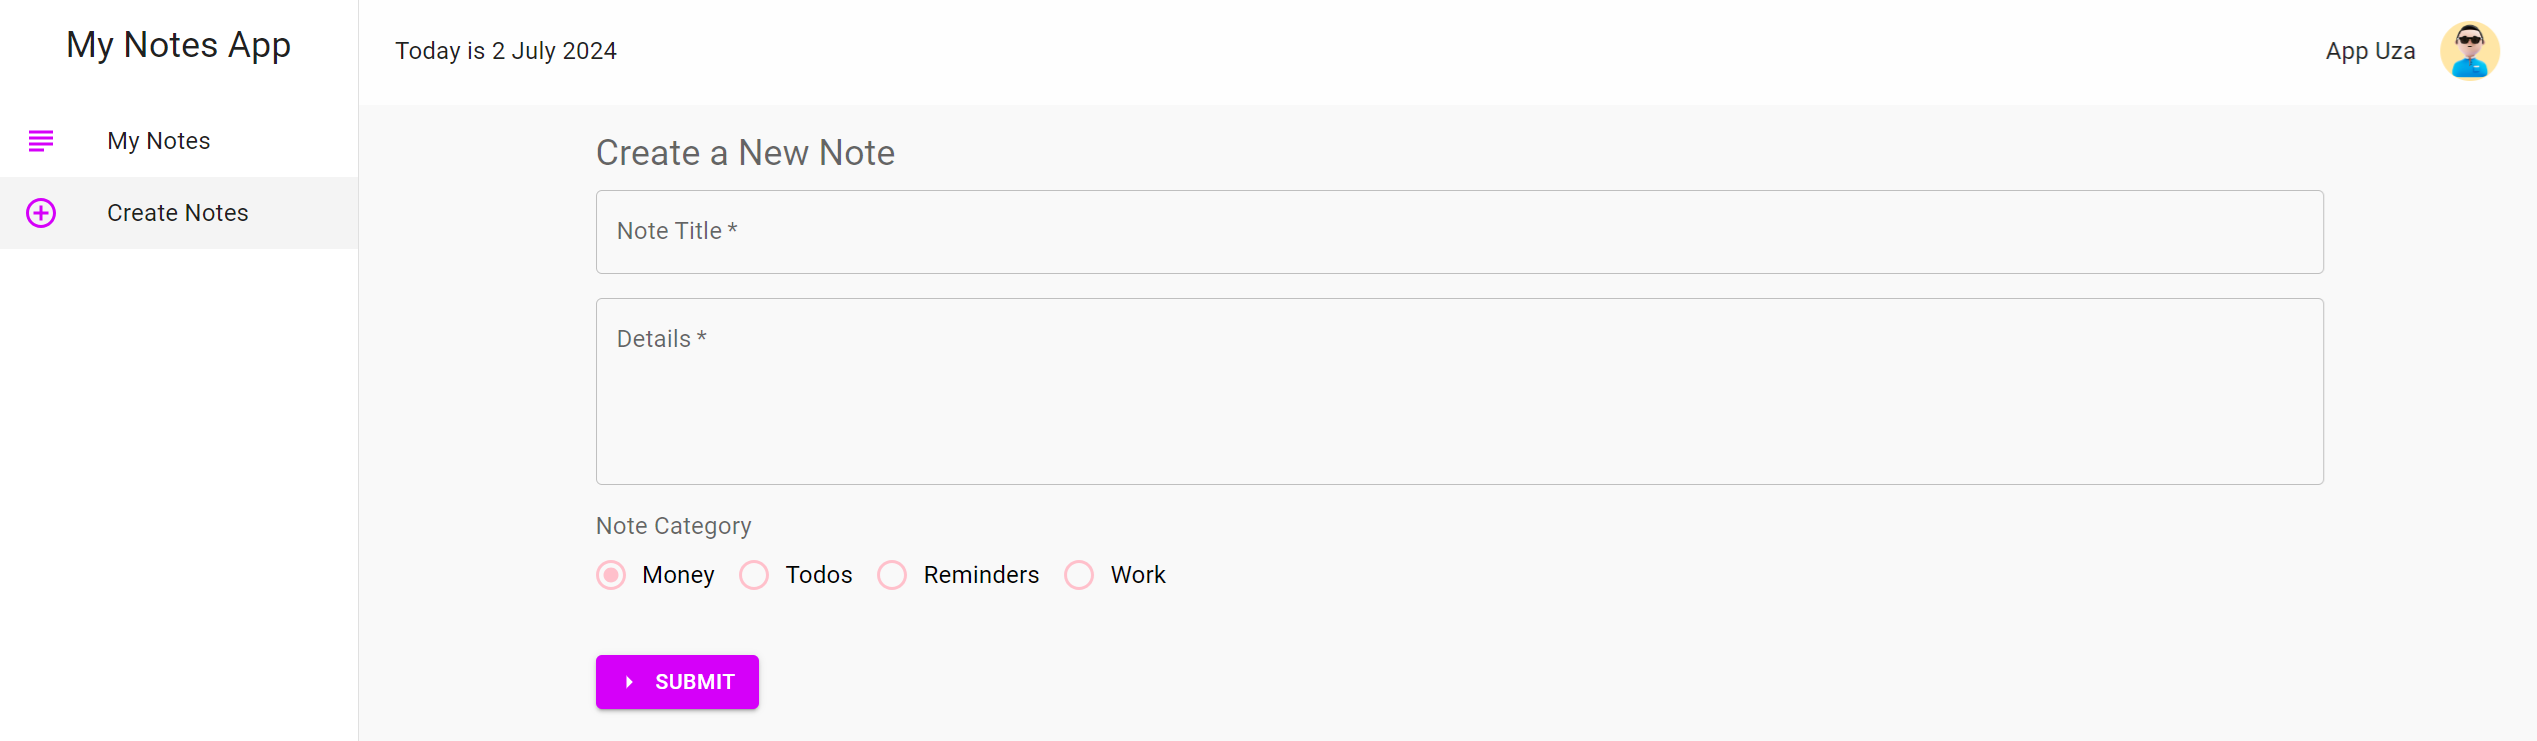 My Notes App
My Notes
Create Notes
Today is 2 July 2024
App Uza
Create a New Note
Note Title *
Details *
Note Category
Money Todos Reminders Work
SUBMIT